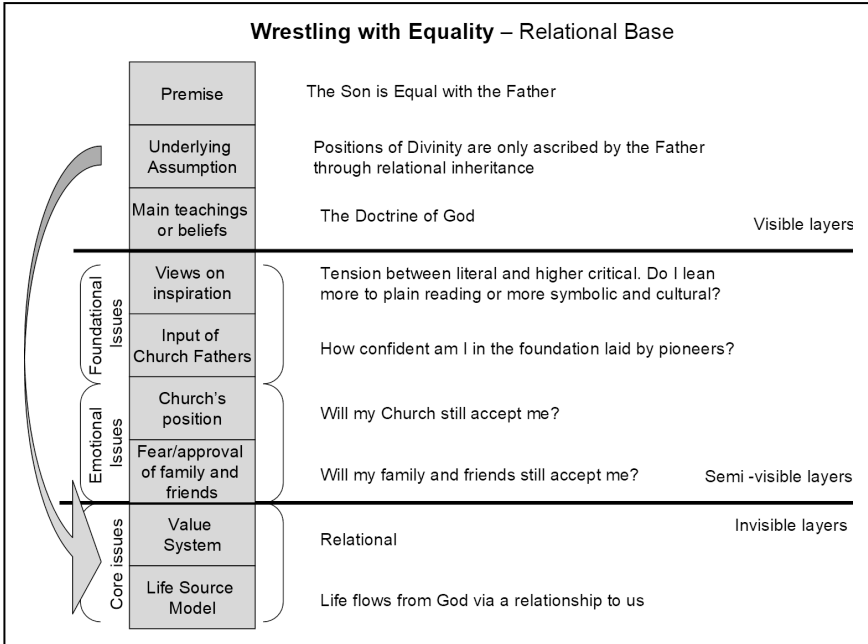 Wrestling with Equality – Relational Base
Premise
The Son is Equal with the Father
Underlying
Assumption
Positions of Divinity are only ascribed by the Father
through relational inheritance
Main teachings
or beliefs
The Doctrine of God
Visible layers
Foundational
Issues
Views on
inspiration
Tension between literal and higher critical. Do I lean
more to plain reading or more symbolic and cultural?
Input of
Church Fathers
How confident am I in the foundation laid by pioneers?
Emotional
Issues
Church's
position
Will my Church still accept me?
Fear/approval
of family and
friends
Will my family and friends still accept me?
Semi -visible layers
Invisible layers
Core issues
Value
System
Relational
Life Source
Model
Life flows from God via a relationship to us